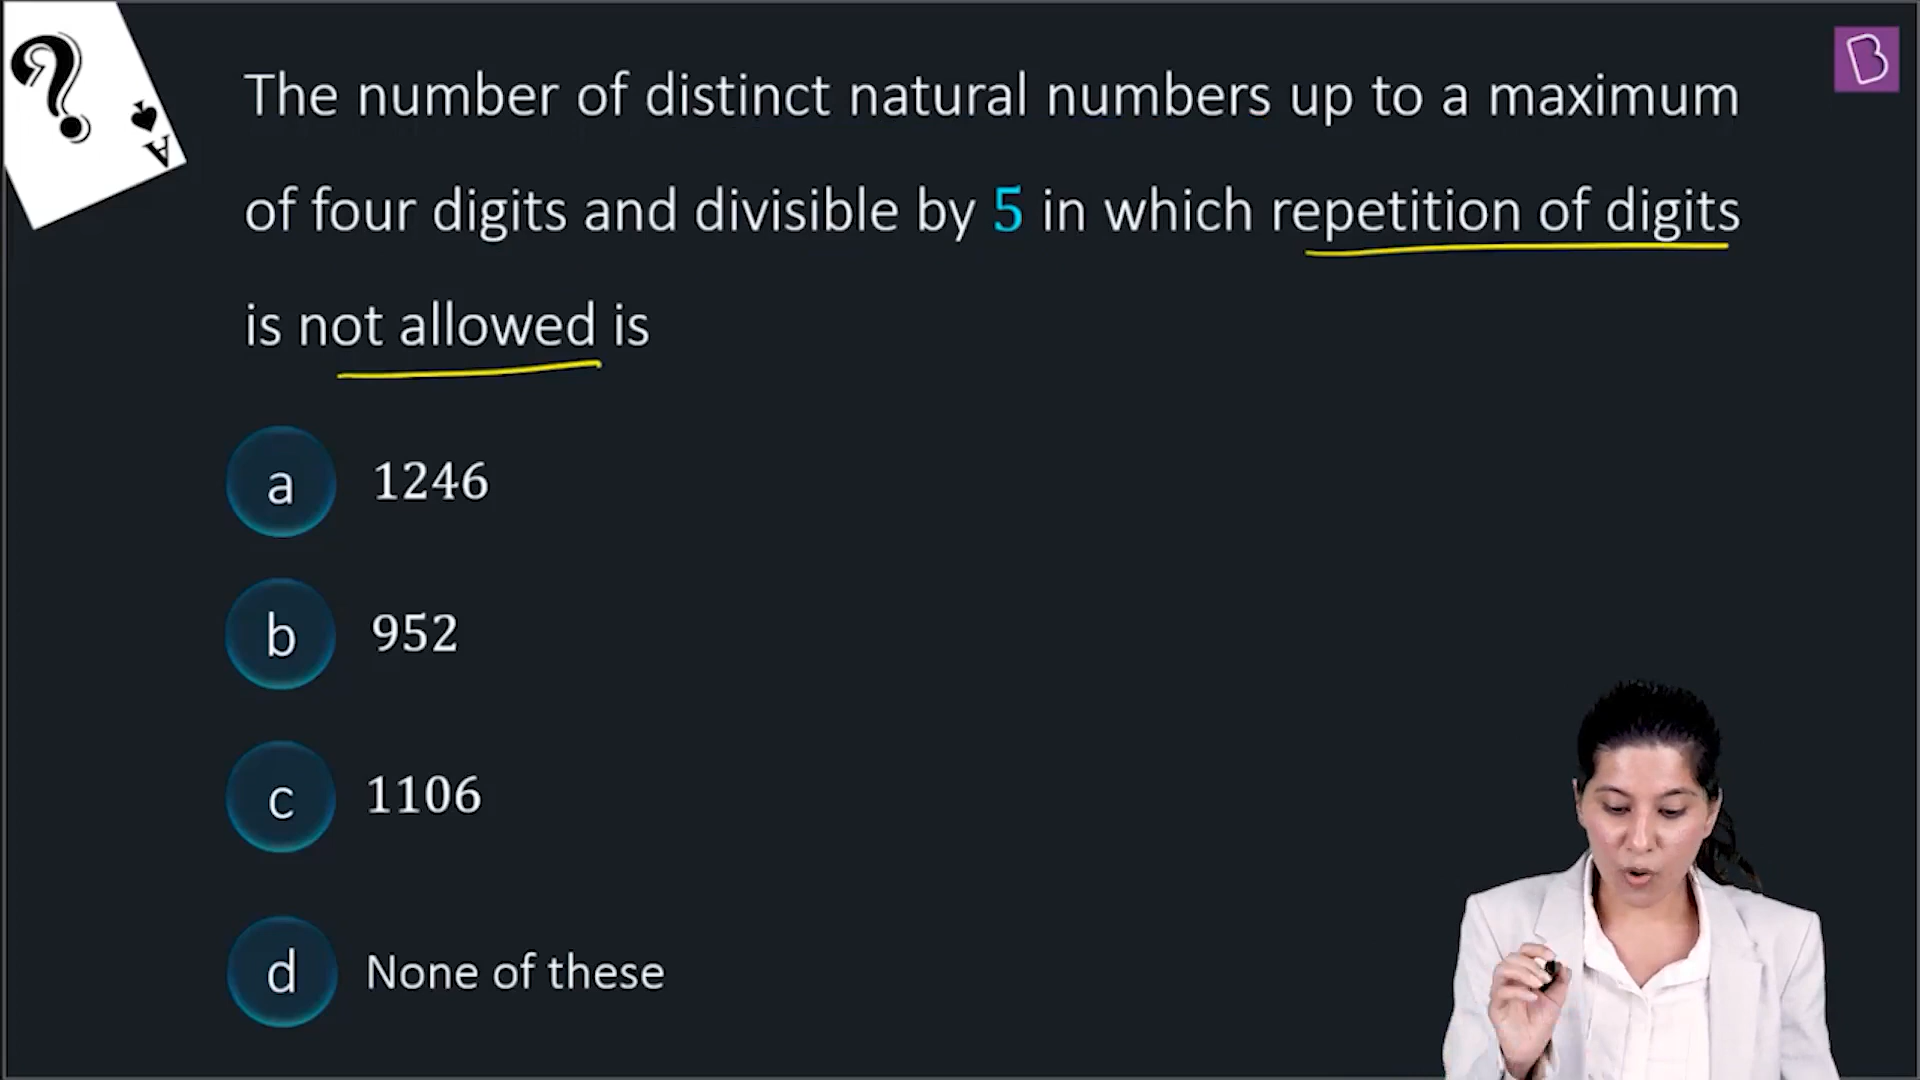 ?
A
B
The number of distinct natural numbers up to a maximum
of four digits and divisible by 5 in which repetition of digits
is not allowed is
a 1246
b 952
c 1106
d None of these